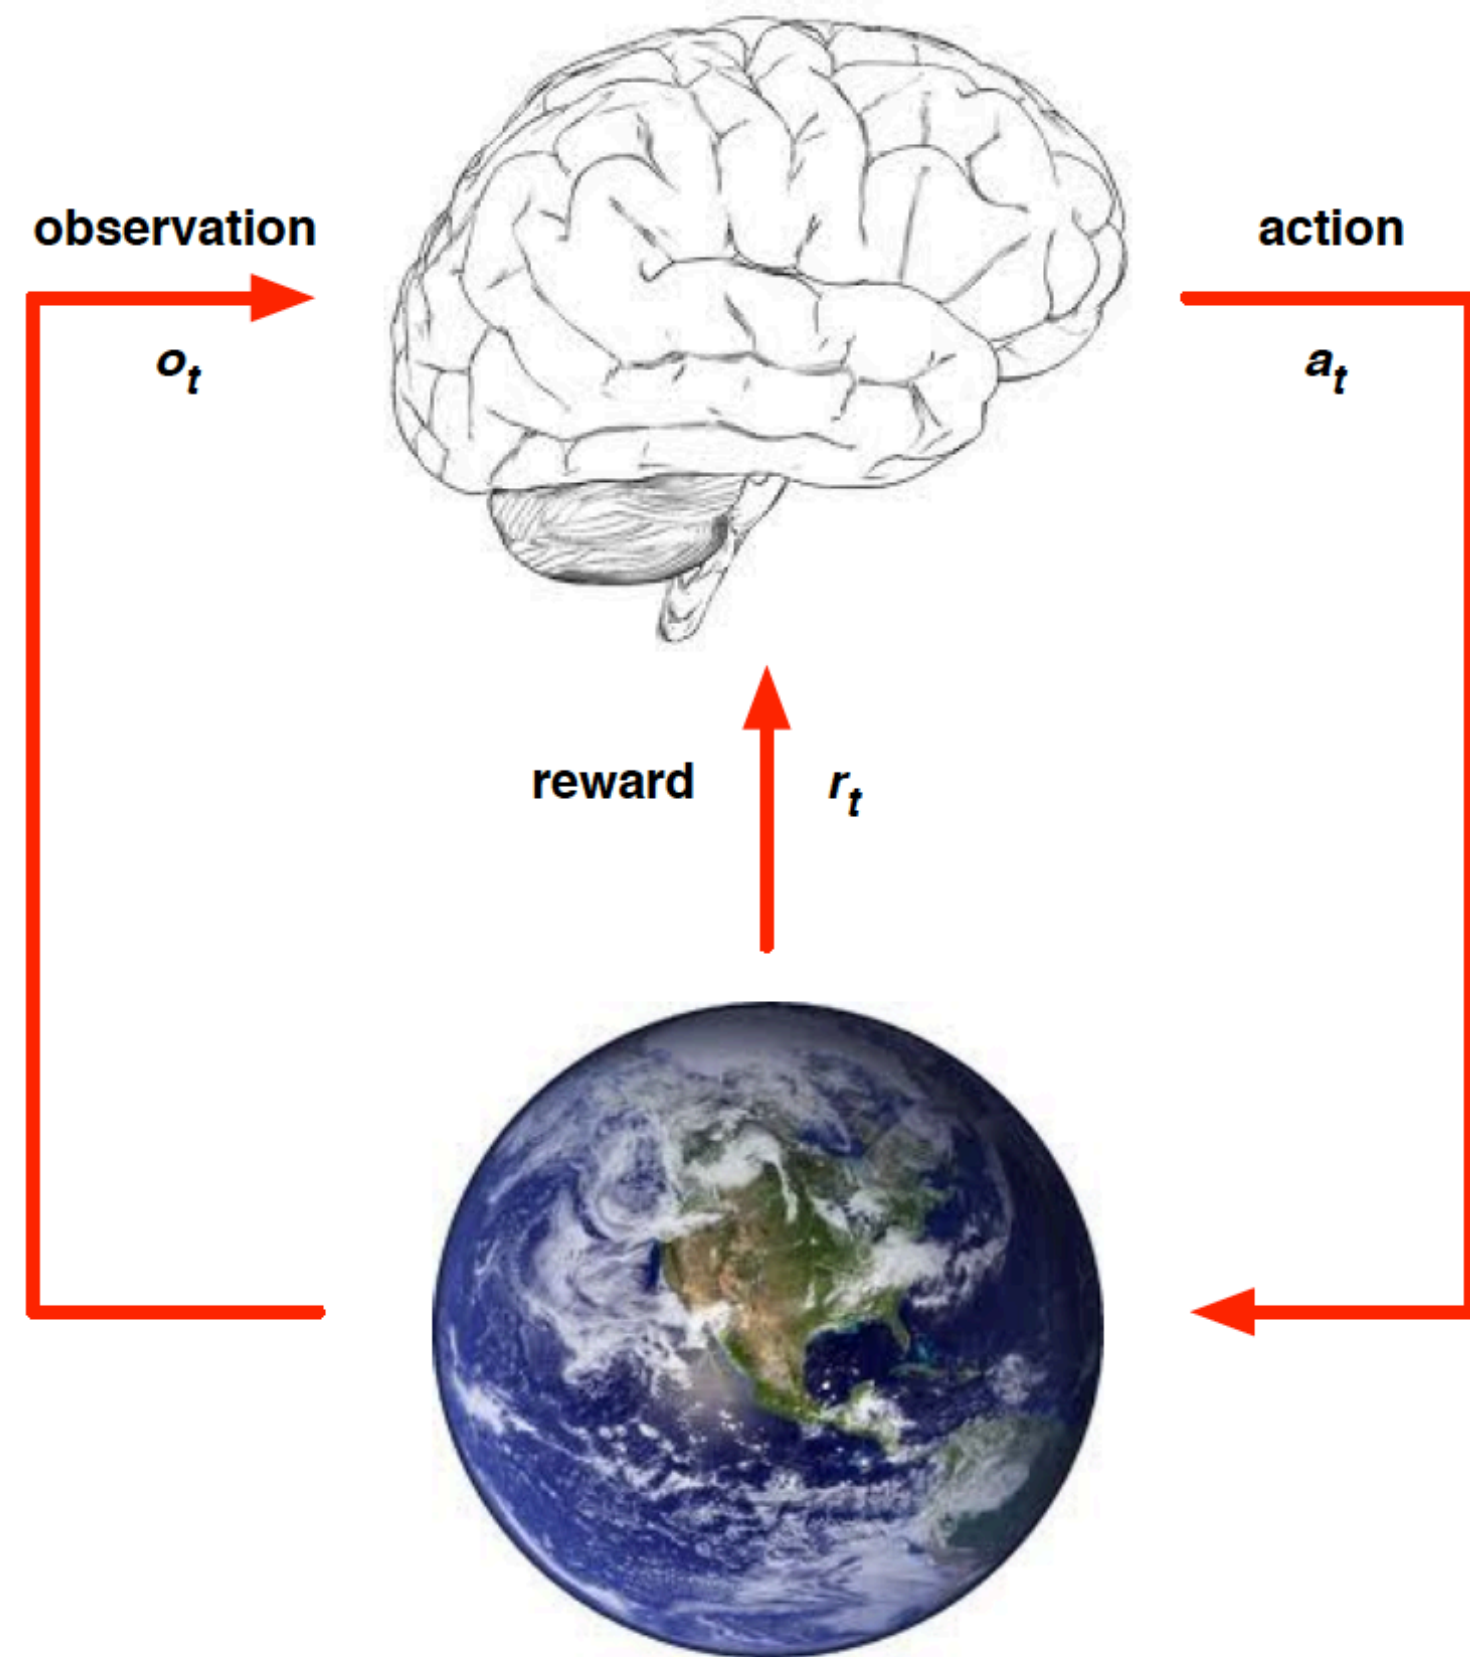 observation
o_t
action
a_t
reward
r_t